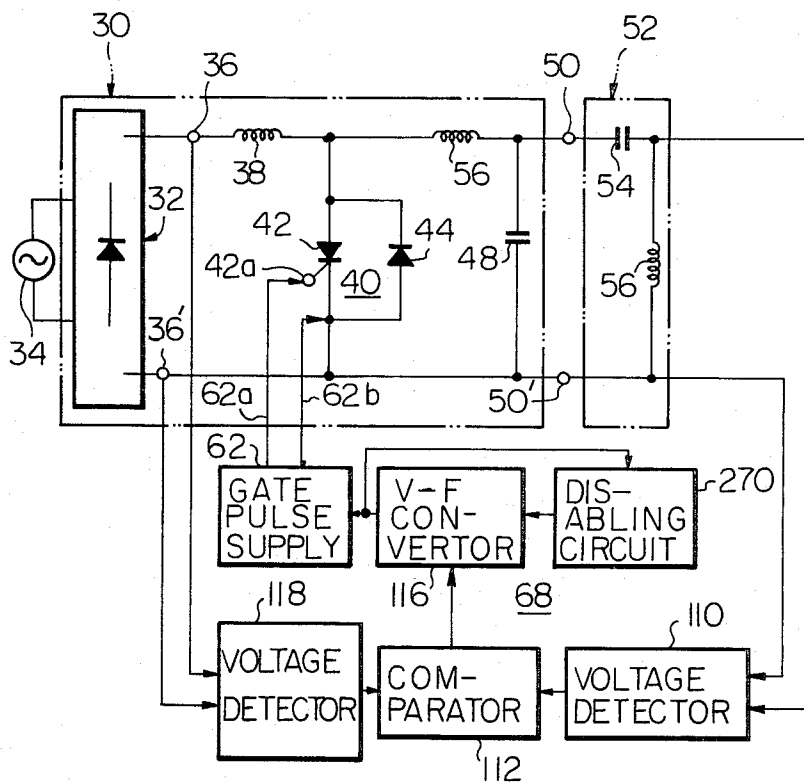 30
52
36
50
38
56
54
32
42
44
42a
40
48
56
34
36'
62a
62b
50'
62
GATE
PULSE
SUPPLY
V-F
CON-
VERTOR
DIS-
ABLING
CIRCUIT
270
116
68
118
110
VOLTAGE
DETECTOR
COM-
PARATOR
VOLTAGE
DETECTOR
112